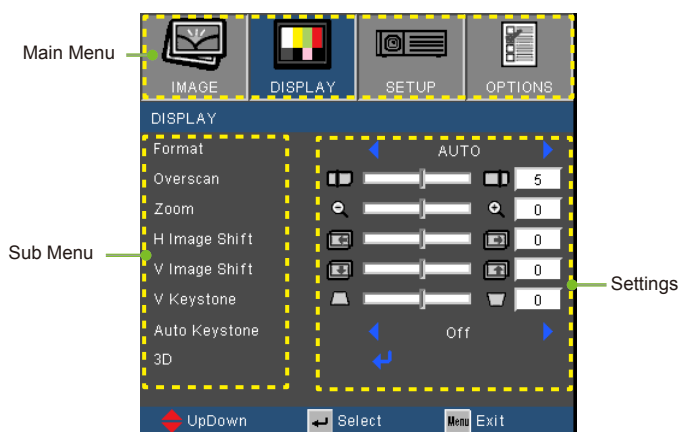 Main Menu
IMAGE DISPLAY SETUP OPTIONS
DISPLAY
Format AUTO
Overscan 5
Zoom 0
H Image Shift 0
Sub Menu
V Image Shift 0
Settings
V Keystone 0
Auto Keystone Off
3D
UpDown Select Menu Exit